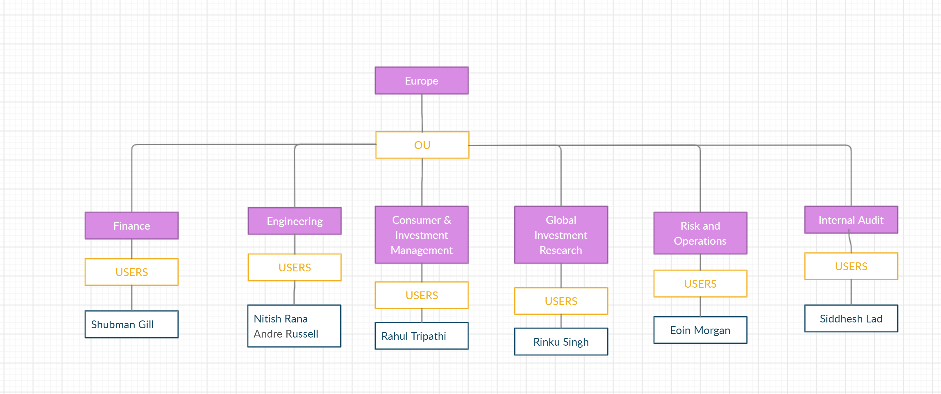 Europe
OU
Finance
USERS
Shubman Gill
Engineering
USERS
Nitish Rana
Andre Russell
Consumer &
Investment
Management
USERS
Rahul Tripathi
Global
Investment
Research
USERS
Rinku Singh
Risk and
Operations
USERS
Eoin Morgan
Internal Audit
USERS
Siddhesh Lad